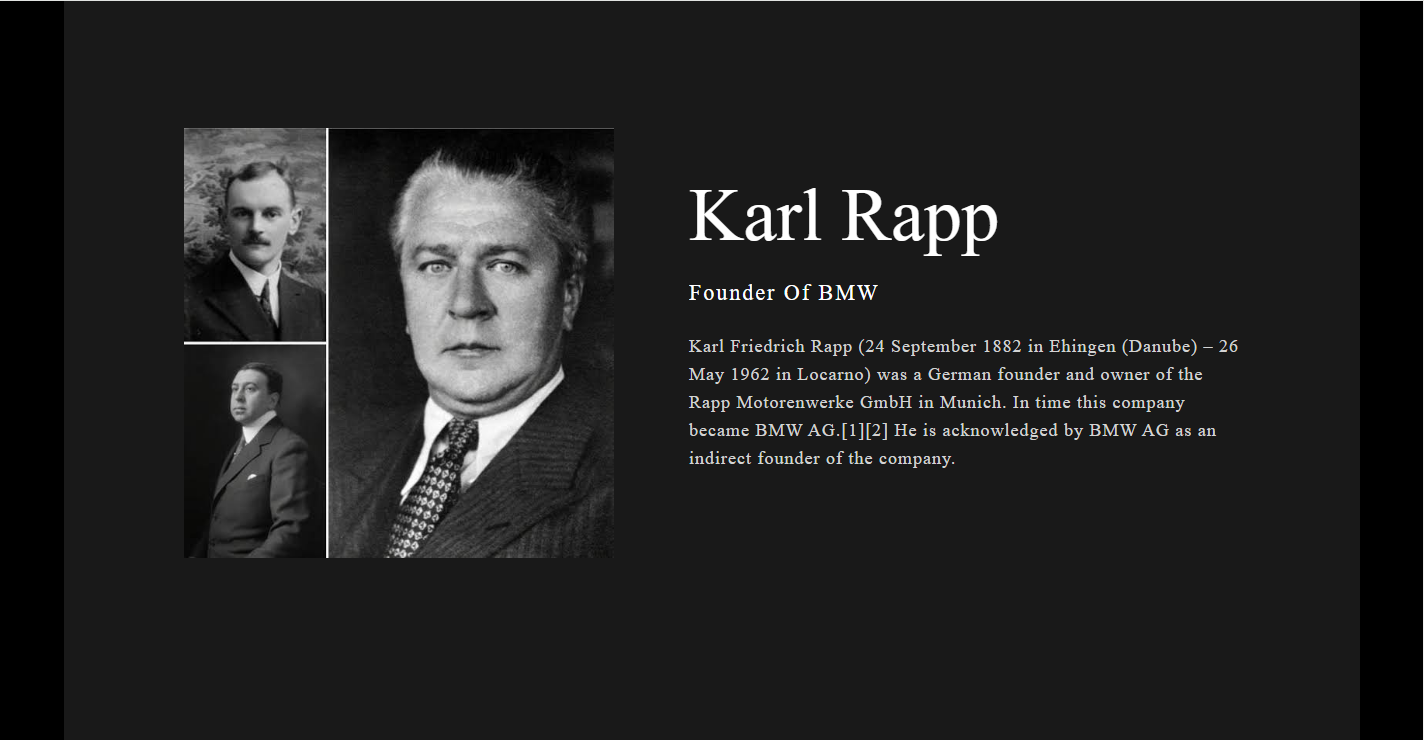 Karl Rapp
Founder Of BMW
Karl Friedrich Rapp (24 September 1882 in Ehingen (Danube) – 26
May 1962 in Locarno) was a German founder and owner of the
Rapp Motorenwerke GmbH in Munich. In time this company
became BMW AG.[1][2] He is acknowledged by BMW AG as an
indirect founder of the company.